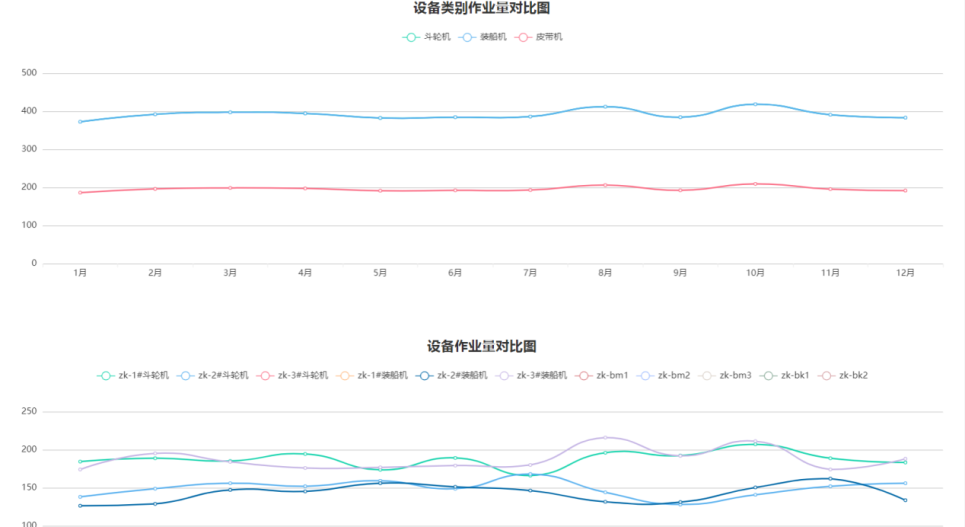 设备类别作业量对比图
斗轮机 装船机 皮带机
500
400
300
200
100
0
1月 2月 3月 4月 5月 6月 7月 8月 9月 10月 11月 12月
设备作业量对比图
zk-1#斗轮机 zk-2#斗轮机 zk-3#斗轮机 zk-1#装船机 zk-2#装船机 zk-3#装船机 zk-bm1 zk-bm2 zk-bm3 zk-bk1 zk-bk2
250
200
150
100